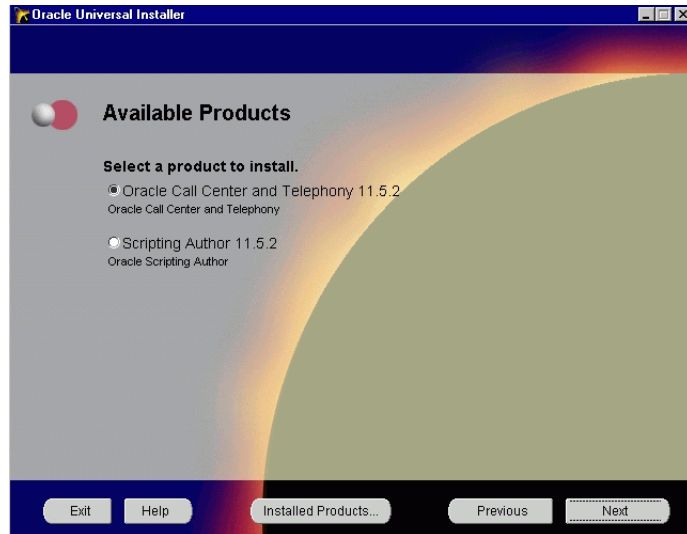 Oracle Universal Installer
Available Products
Select a product to install.
Oracle Call Center and Telephony 11.5.2
Oracle Call Center and Telephony
Scripting Author 11.5.2
Oracle Scripting Author
Exit Help Installed Products... Previous Next